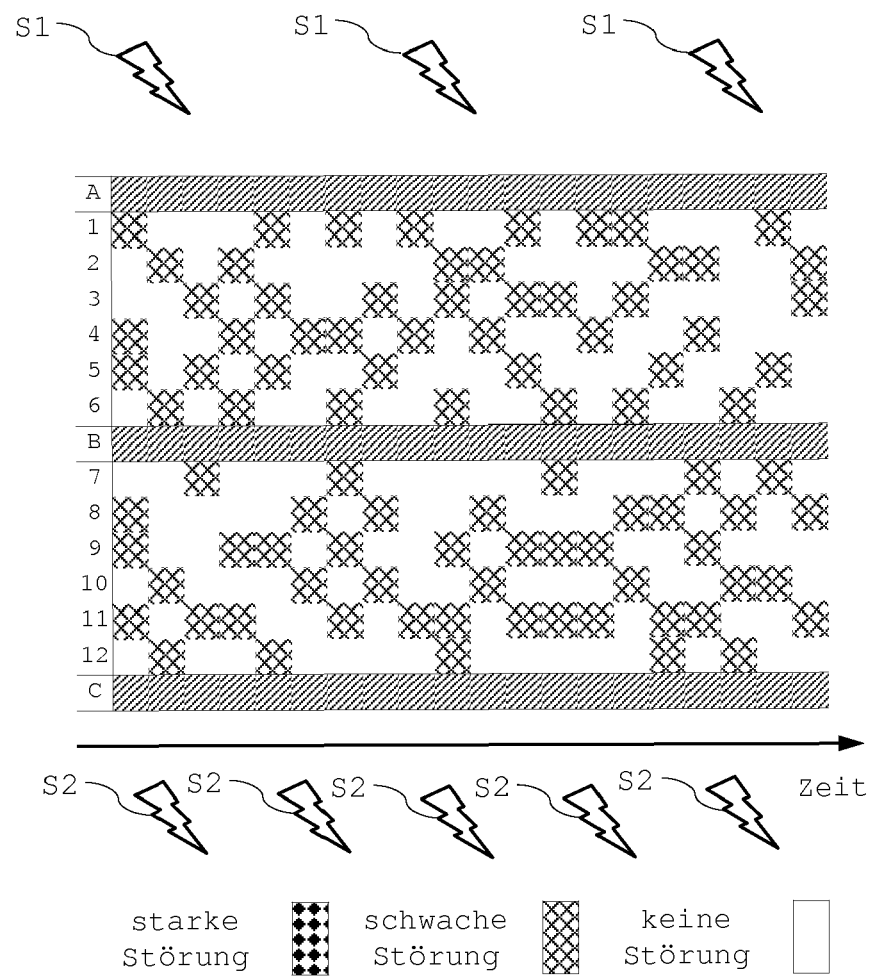 S1 S1 S1
A
1
2
3
4
5
6
B
7
8
9
10
11
12
C
S2 S2 S2 S2 S2 Zeit
starke schwache keine
Störung Störung Störung